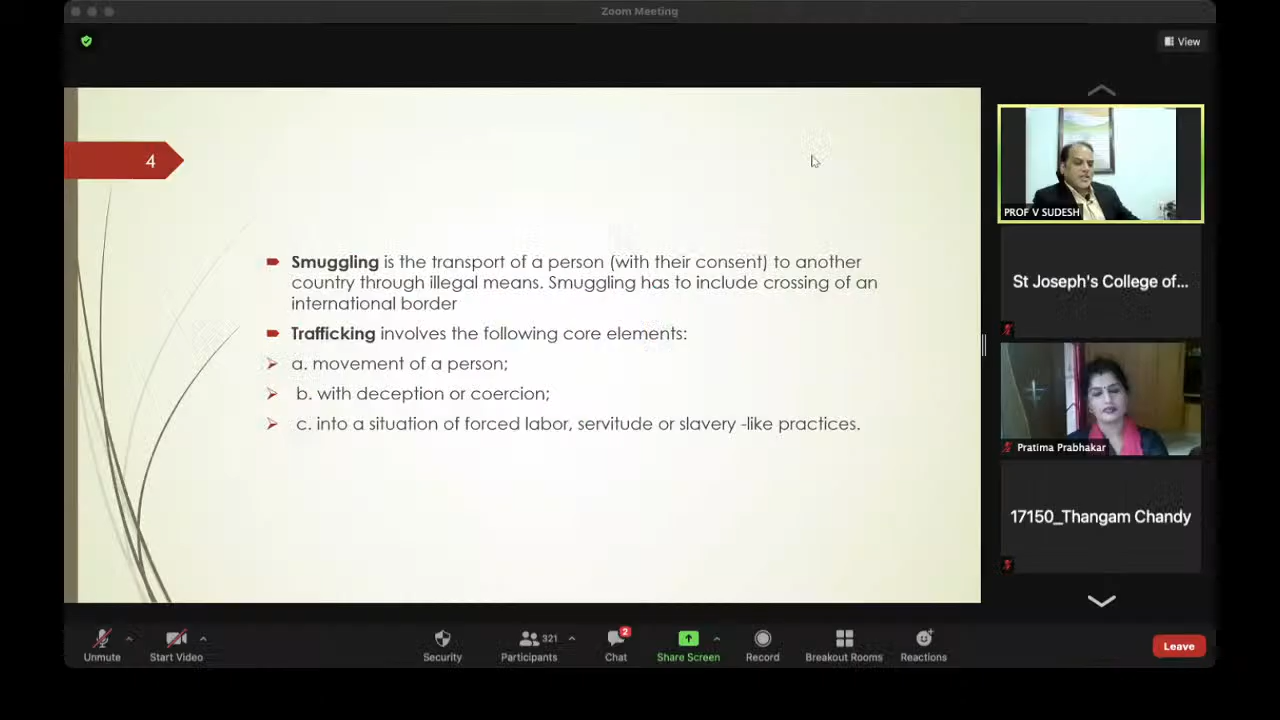 Zoom Meeting
View
4
Smuggling is the transport of a person (with their consent) to another
country through illegal means. Smuggling has to include crossing of an
international border
Trafficking involves the following core elements:
a. movement of a person;
b. with deception or coercion;
c. into a situation of forced labor, servitude or slavery -like practices.
PROF V SUDESH
St Joseph's College of...
Pratima Prabhakar
17150_Thangam Chandy
Unmute
Start Video
Security
321
Participants
2
Chat
Share Screen
Record
Breakout Rooms
Reactions
Leave